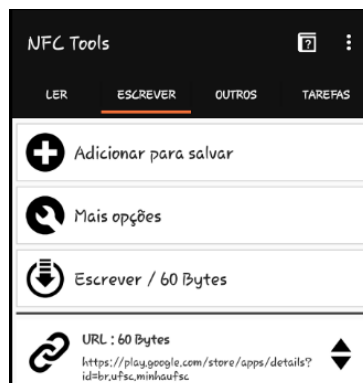 NFC Tools
LER ESCREVER OUTROS TAREFAS
Adicionar para salvar
Mais opções
Escrever / 60 Bytes
URL : 60 Bytes
https://play.google.com/store/apps/details?
id=br.ufsc.minhaufsc